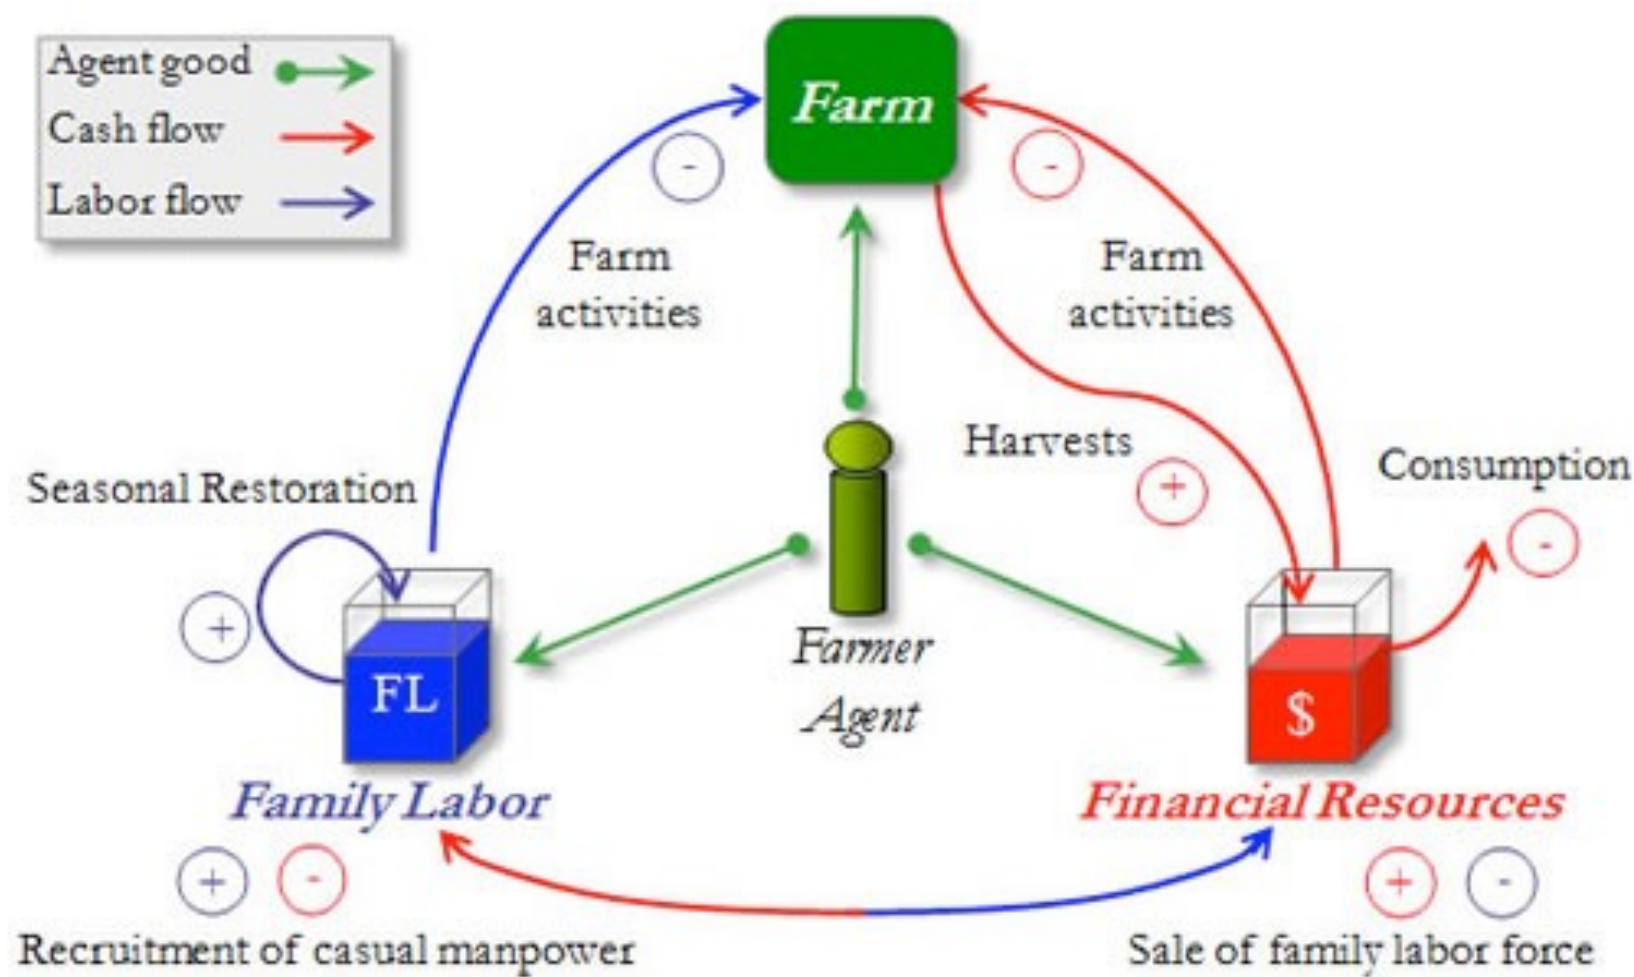 Agent good
Cash flow
Labor flow
Farm
-
-
Farm
activities
Farm
activities
Harvests
+
Consumption
-
Seasonal Restoration
+
FL
$
Farmer
Agent
Family Labor
Financial Resources
+ -
+ -
Recruitment of casual manpower
Sale of family labor force